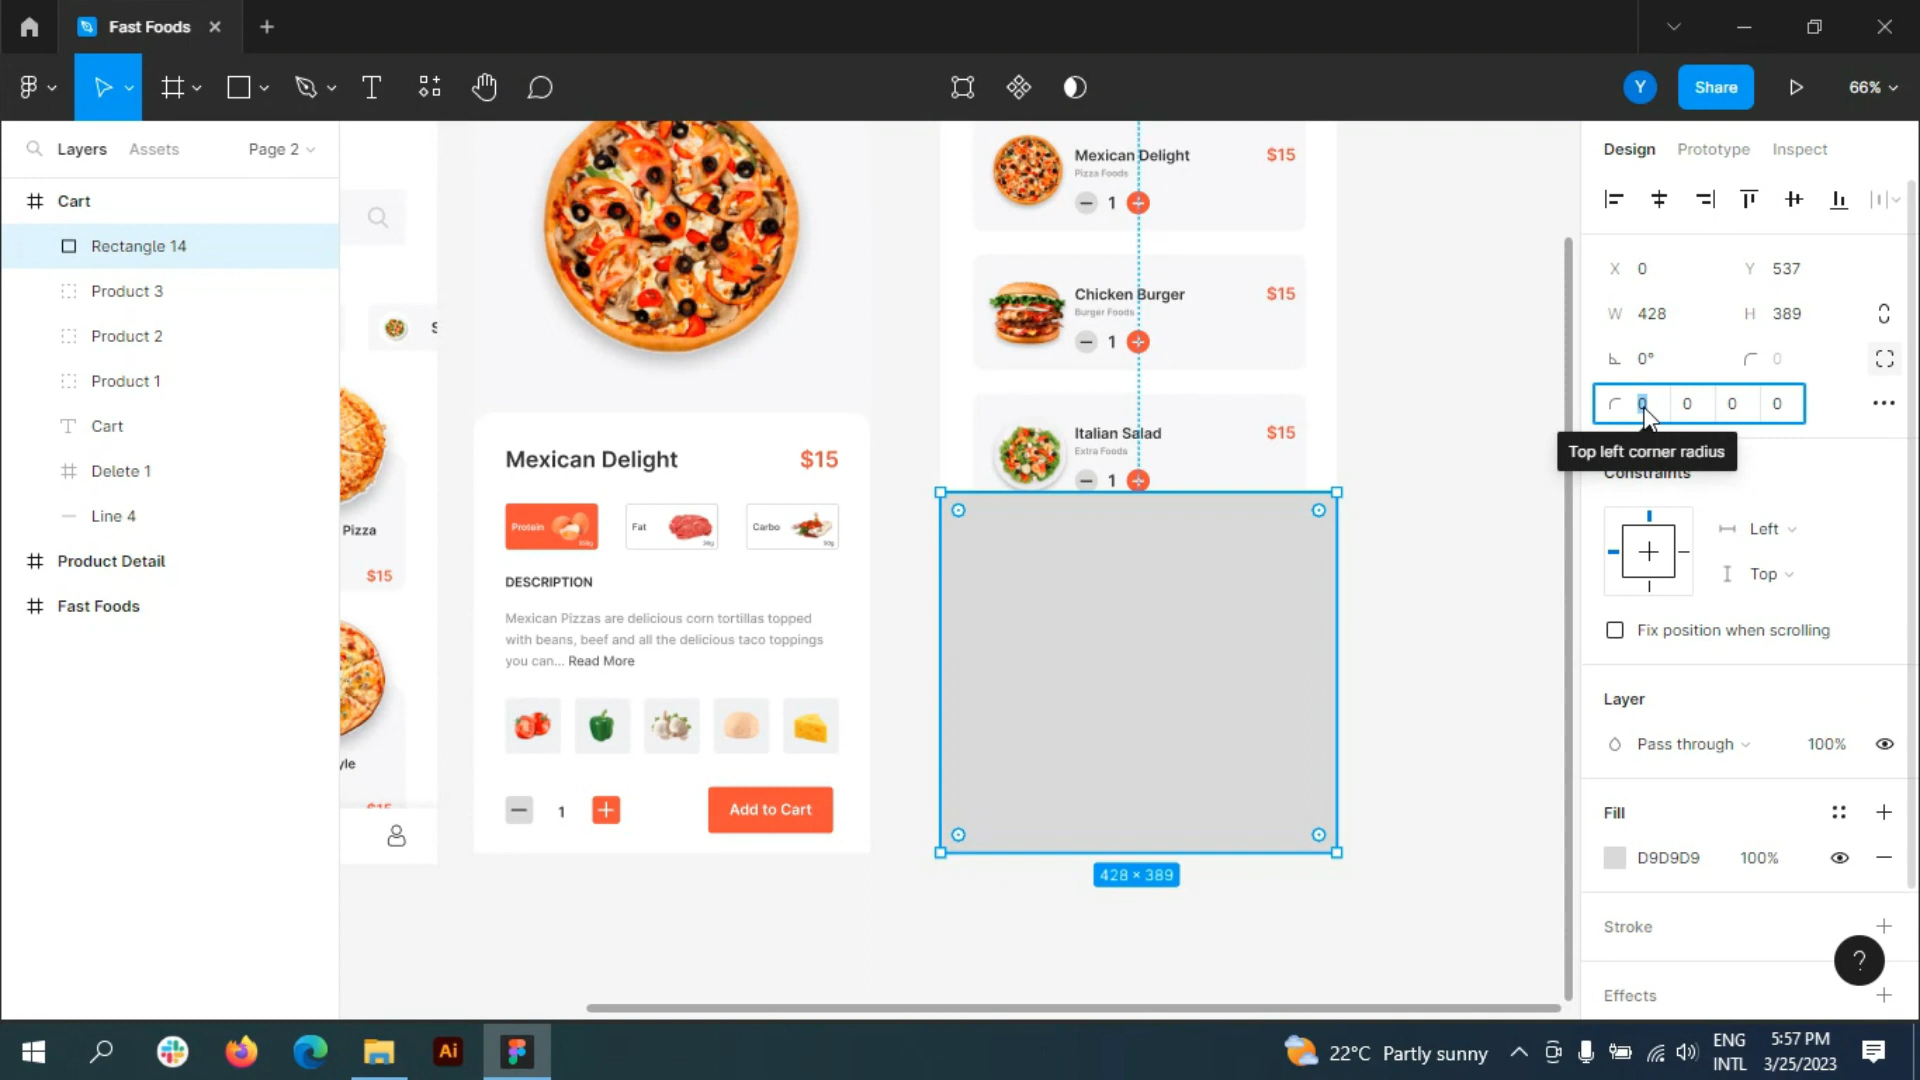 Fast Foods
Y
Share
66%
Layers
Assets
Page 2
Cart
Rectangle 14
Product 3
Product 2
Product 1
Cart
Delete 1
Line 4
Product Detail
Fast Foods
S
Pizza
$15
yle
$15
Mexican Delight
$15
Protein
Fat
Carbo
DESCRIPTION
Mexican Pizzas are delicious corn tortillas topped
with beans, beef and all the delicious taco toppings
you can... Read More
1
Add to Cart
Mexican Delight
$15
Pizza Foods
1
Chicken Burger
$15
Burger Foods
1
Italian Salad
$15
Extra Foods
1
428 × 389
Design
Prototype
Inspect
X 0
Y 537
W 428
H 389
0°
0
0 0 0 0
Top left corner radius
Constraints
Left
Top
Fix position when scrolling
Layer
Pass through
100%
Fill
D9D9D9
100%
Stroke
?
Effects
Ai
22°C Partly sunny
ENG
INTL
5:57 PM
3/25/2023